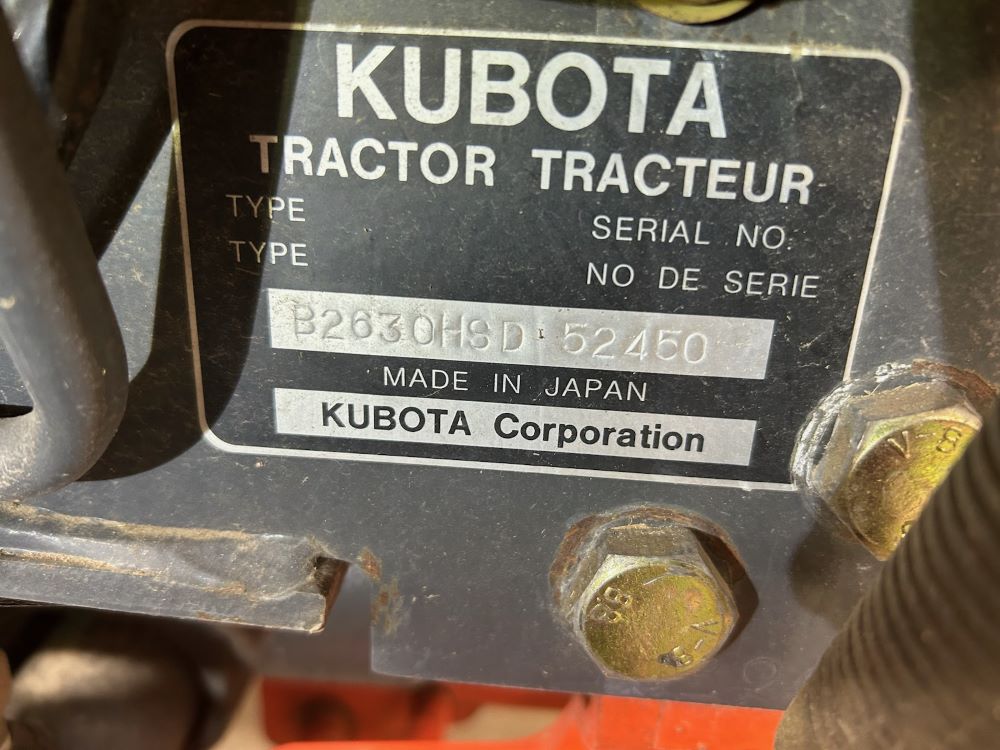 KUBOTA
TRACTOR TRACTEUR
TYPE SERIAL NO.
TYPE NO DE SERIE
B2630HSD 52450
MADE IN JAPAN
KUBOTA Corporation